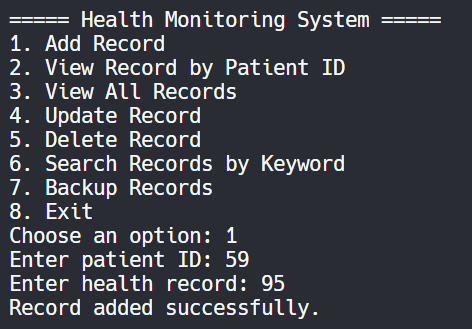 ===== Health Monitoring System =====
1. Add Record
2. View Record by Patient ID
3. View All Records
4. Update Record
5. Delete Record
6. Search Records by Keyword
7. Backup Records
8. Exit
Choose an option: 1
Enter patient ID: 59
Enter health record: 95
Record added successfully.